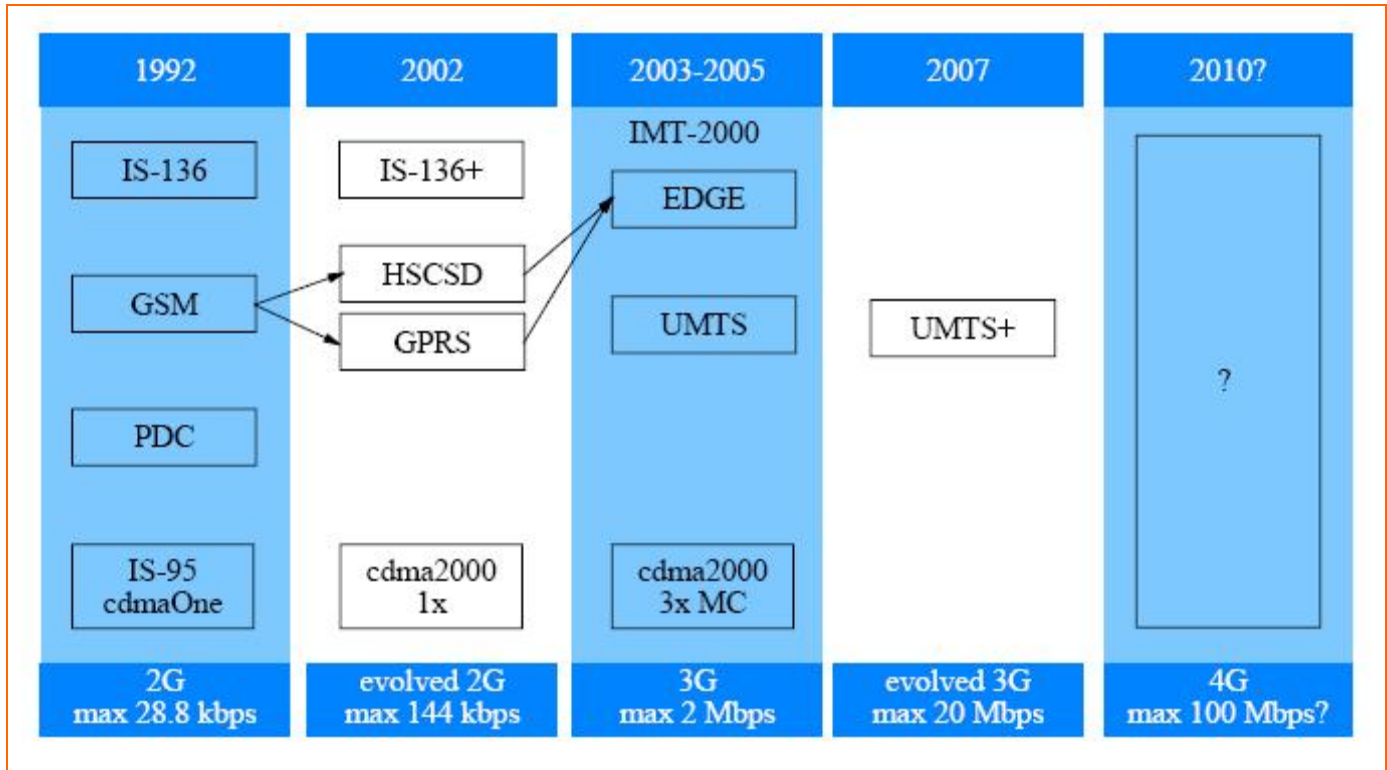 1992
IS-136
GSM
PDC
IS-95
cdmaOne
2G
max 28.8 kbps
2002
IS-136+
HSCSD
GPRS
cdma2000
1x
evolved 2G
max 144 kbps
2003-2005
IMT-2000
EDGE
UMTS
cdma2000
3x MC
3G
max 2 Mbps
2007
UMTS+
evolved 3G
max 20 Mbps
2010?
?
4G
max 100 Mbps?